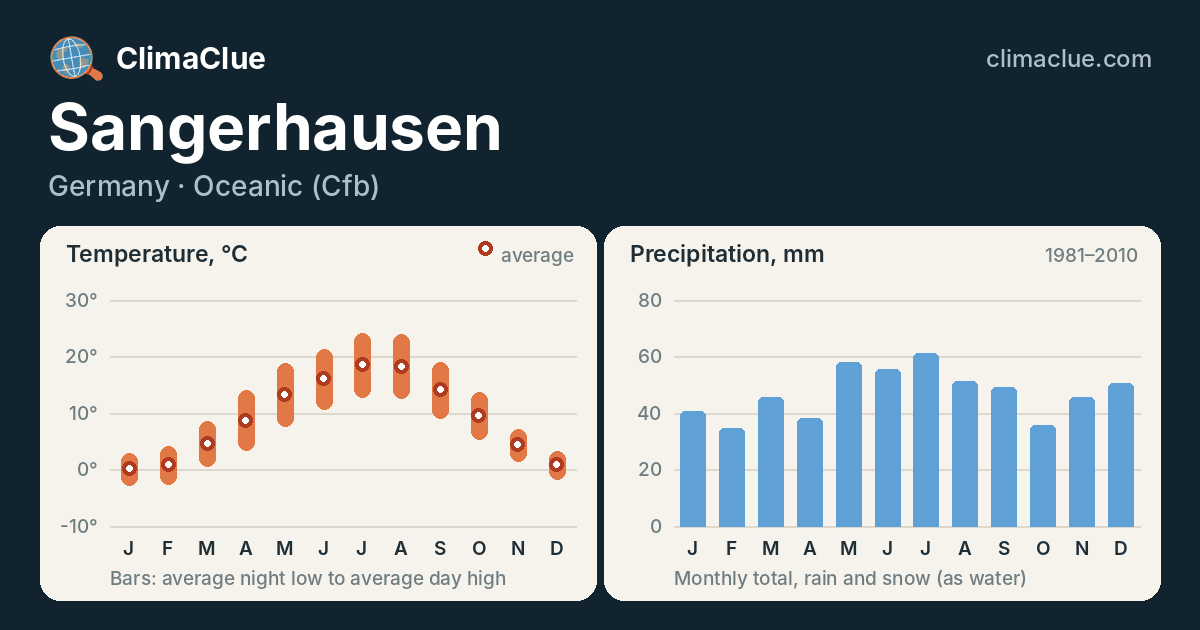 ClimaClue
climaclue.com
Sangerhausen
Germany · Oceanic (Cfb)
Temperature, °C
average
30°
20°
10°
0°
-10°
J F M A M J J A S O N D
Bars: average night low to average day high
Precipitation, mm
1981–2010
80
60
40
20
0
J F M A M J J A S O N D
Monthly total, rain and snow (as water)